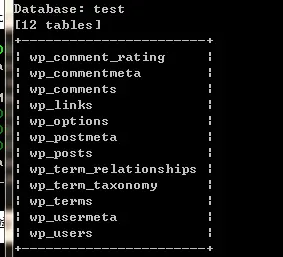 Database: test
[12 tables]
+-----------------------+
| wp_comment_rating     |
| wp_commentmeta        |
| wp_comments           |
| wp_links              |
| wp_options            |
| wp_postmeta           |
| wp_posts              |
| wp_term_relationships |
| wp_term_taxonomy      |
| wp_terms              |
| wp_usermeta           |
| wp_users              |
+-----------------------+